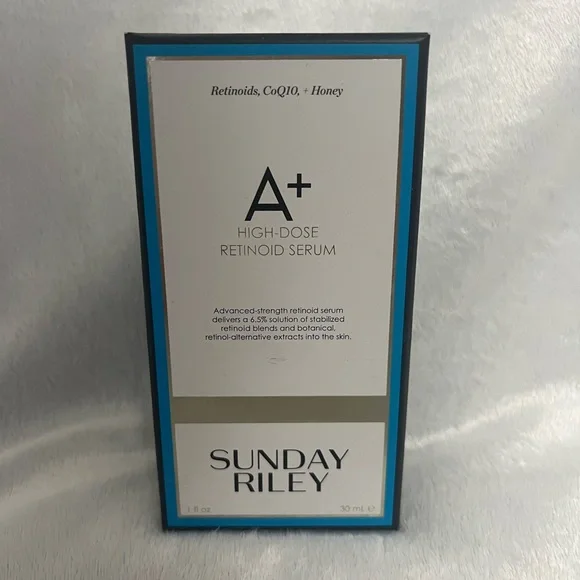 Retinoids, CoQ10, + Honey
A+
HIGH-DOSE
RETINOID SERUM
Advanced-strength retinoid serum
delivers a 6.5% solution of stabilized
retinoid blends and botanical,
retinol-alternative extracts into the skin.
SUNDAY
RILEY
1 fl oz 30 mL ℮